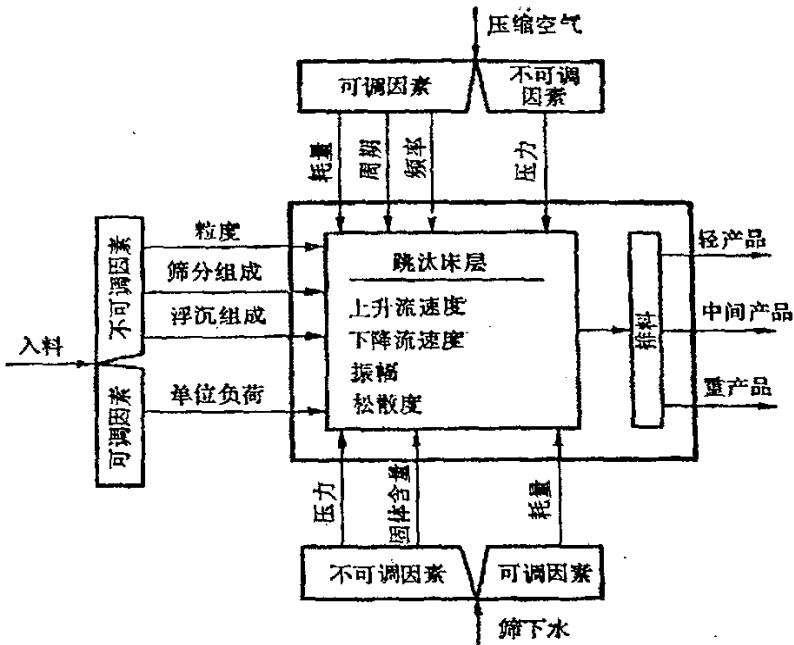 压缩空气
可调因素
不可调
因素
耗量
周期
频率
压力
不可调因素
粒度
筛分组成
浮沉组成
入料
可调因素
单位负荷
跳汰床层
上升流速度
下降流速度
振幅
松散度
排料
轻产品
中间产品
重产品
压力
固体含量
耗量
不可调因素
可调因素
筛下水